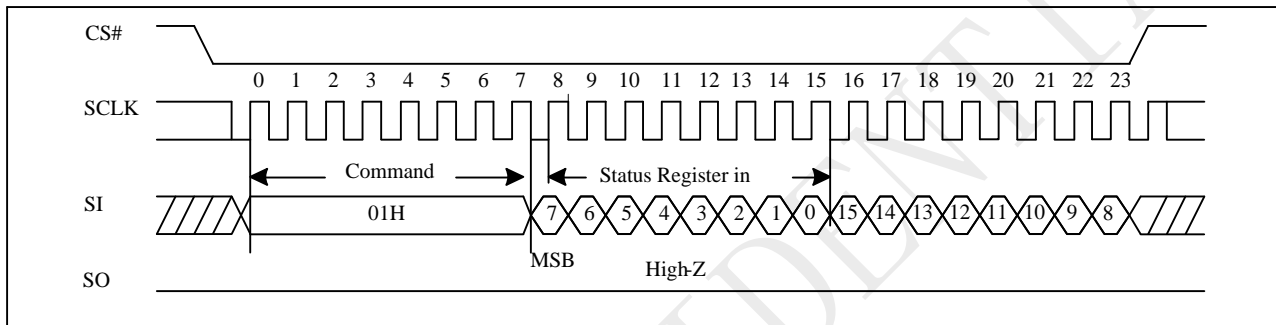 CS#
0 1 2 3 4 5 6 7 8 9 10 11 12 13 14 15 16 17 18 19 20 21 22 23
SCLK
Command Status Register in
SI 01H 7 6 5 4 3 2 1 0 15 14 13 12 11 10 9 8
MSB High-Z
SO